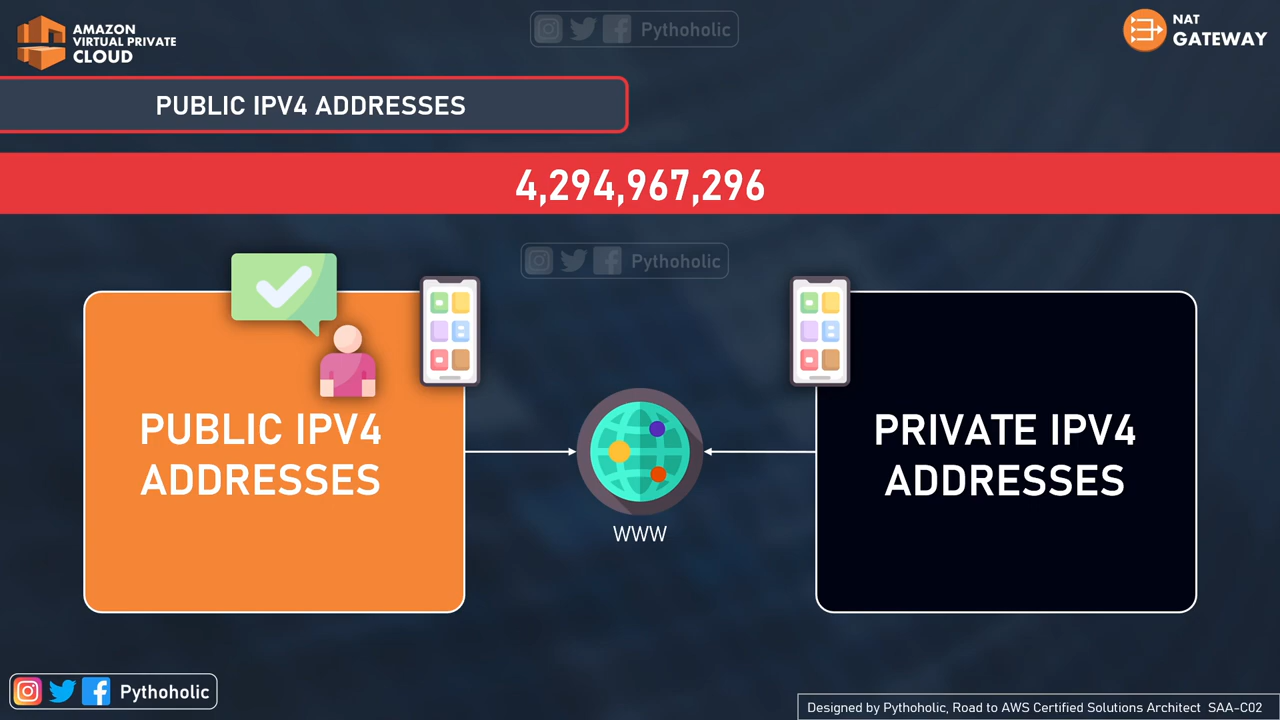 AMAZON
VIRTUAL PRIVATE
CLOUD
Pythoholic
NAT
GATEWAY
PUBLIC IPV4 ADDRESSES
4,294,967,296
Pythoholic
PUBLIC IPV4
ADDRESSES
WWW
PRIVATE IPV4
ADDRESSES
Pythoholic
Designed by Pythoholic, Road to AWS Certified Solutions Architect SAA-C02